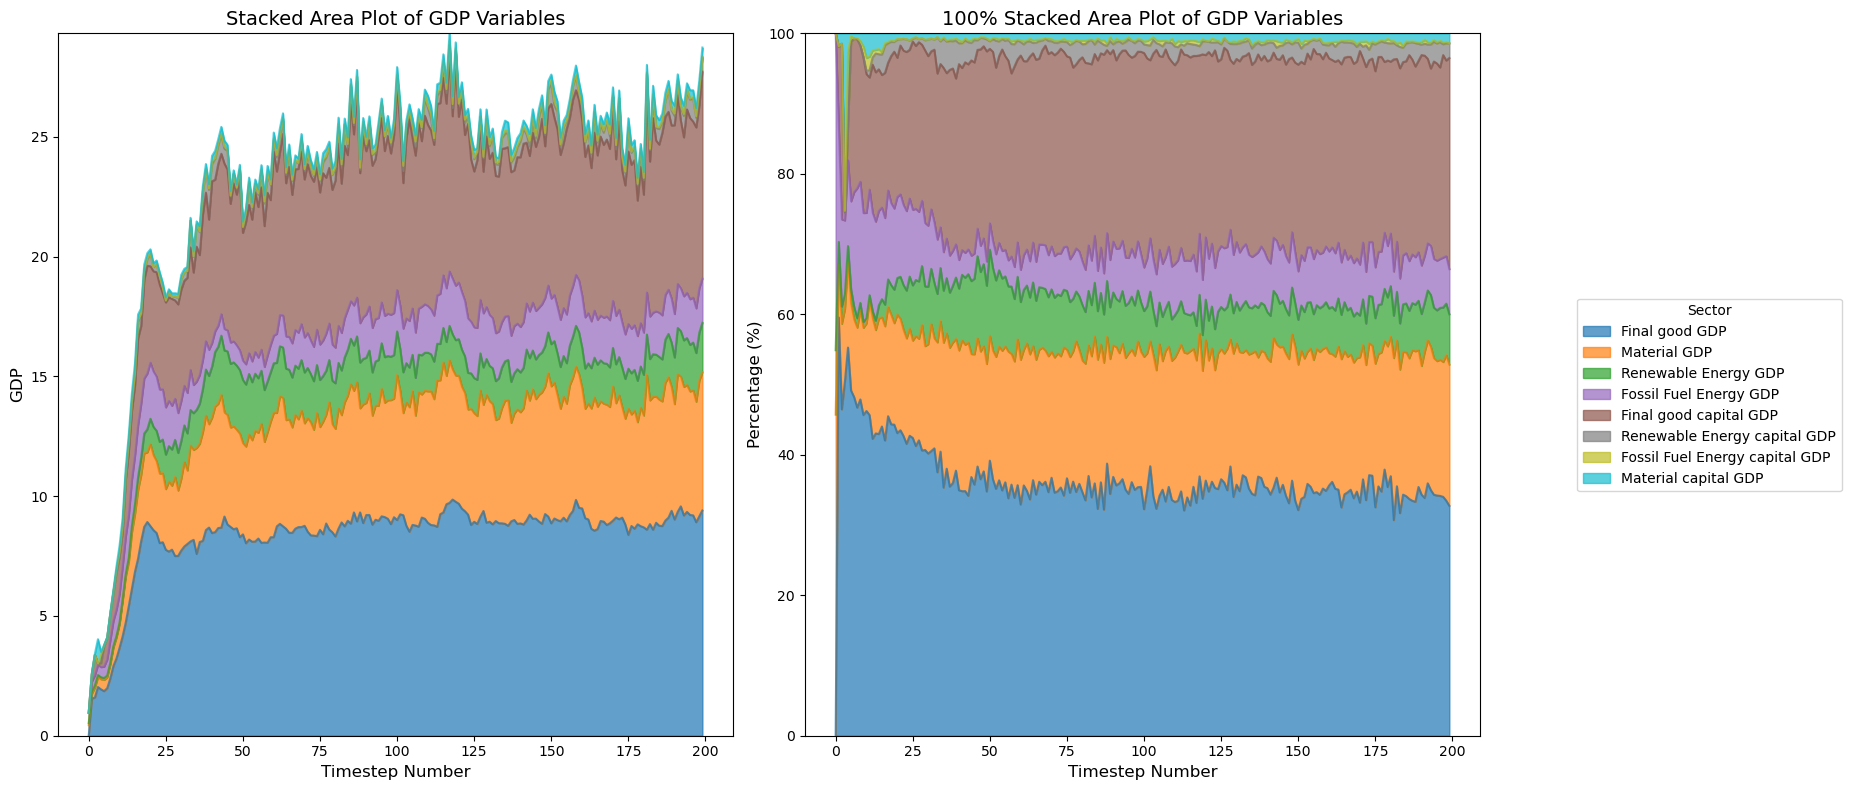 Stacked Area Plot of GDP Variables
GDP
25
20
15
10
5
0
0 25 50 75 100 125 150 175 200
Timestep Number
100% Stacked Area Plot of GDP Variables
Percentage (%)
100
80
60
40
20
0
0 25 50 75 100 125 150 175 200
Timestep Number
Sector
Final good GDP
Material GDP
Renewable Energy GDP
Fossil Fuel Energy GDP
Final good capital GDP
Renewable Energy capital GDP
Fossil Fuel Energy capital GDP
Material capital GDP